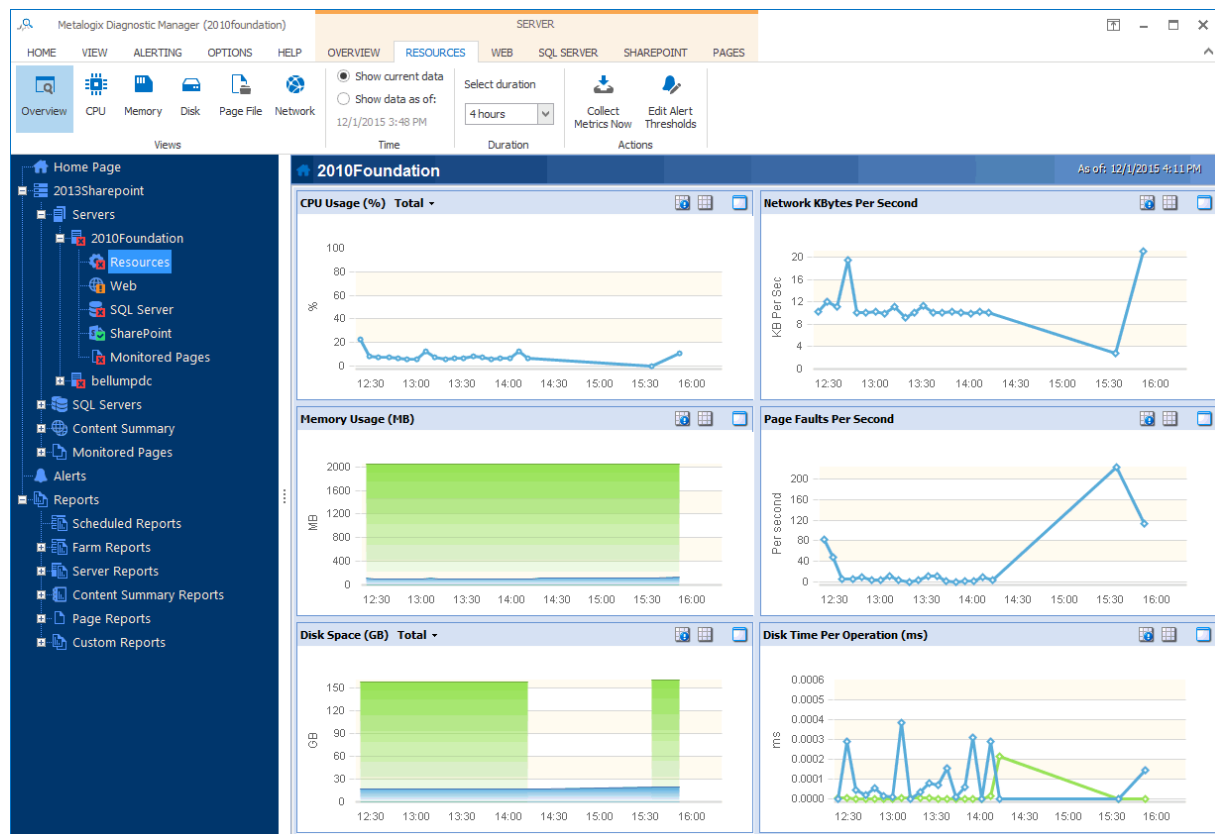 Metalogix Diagnostic Manager (2010foundation)
SERVER
HOME VIEW ALERTING OPTIONS HELP OVERVIEW RESOURCES WEB SQL SERVER SHAREPOINT PAGES
Overview CPU Memory Disk Page File Network
Views
Show current data
Show data as of:
12/1/2015 3:48 PM
Time
Select duration
4 hours
Duration
Collect Metrics Now
Edit Alert Thresholds
Actions
Home Page
2013Sharepoint
Servers
2010Foundation
Resources
Web
SQL Server
SharePoint
Monitored Pages
bellumpdc
SQL Servers
Content Summary
Monitored Pages
Alerts
Reports
Scheduled Reports
Farm Reports
Server Reports
Content Summary Reports
Page Reports
Custom Reports
2010Foundation
As of: 12/1/2015 4:11 PM
CPU Usage (%) Total
100
80
60
40
20
0
%
12:30 13:00 13:30 14:00 14:30 15:00 15:30 16:00
Network KBytes Per Second
20
16
12
8
4
0
KB Per Sec
12:30 13:00 13:30 14:00 14:30 15:00 15:30 16:00
Memory Usage (MB)
2000
1600
1200
800
400
0
MB
12:30 13:00 13:30 14:00 14:30 15:00 15:30 16:00
Page Faults Per Second
200
160
120
80
40
0
Per second
12:30 13:00 13:30 14:00 14:30 15:00 15:30 16:00
Disk Space (GB) Total
150
120
90
60
30
0
GB
12:30 13:00 13:30 14:00 14:30 15:00 15:30 16:00
Disk Time Per Operation (ms)
0.0006
0.0005
0.0004
0.0003
0.0002
0.0001
0.0000
ms
12:30 13:00 13:30 14:00 14:30 15:00 15:30 16:00